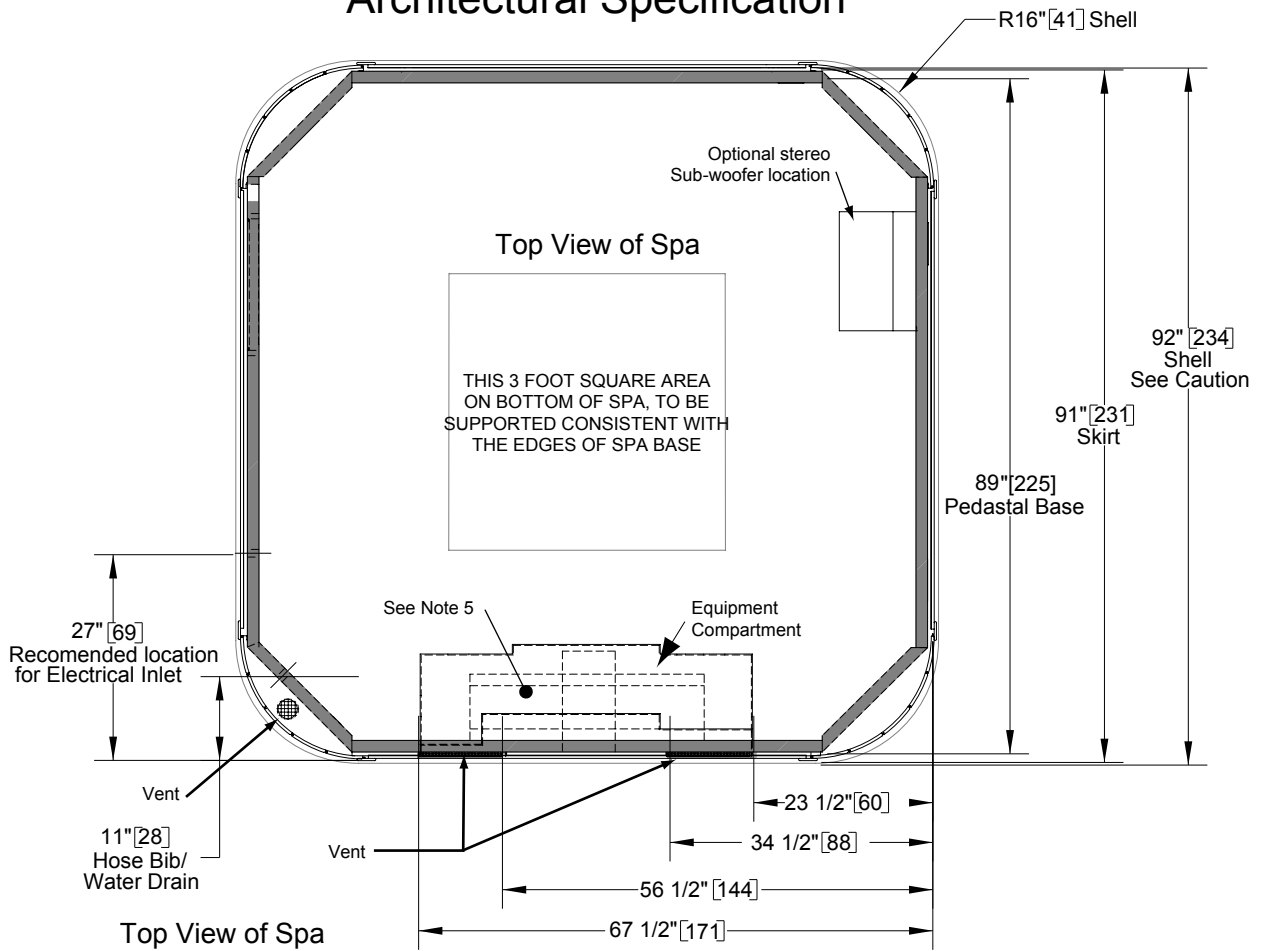 Architectural Specification
R16" [41] Shell
Optional stereo
Sub-woofer location
Top View of Spa
THIS 3 FOOT SQUARE AREA
ON BOTTOM OF SPA, TO BE
SUPPORTED CONSISTENT WITH
THE EDGES OF SPA BASE
92" [234]
Shell
See Caution
91" [231]
Skirt
89" [225]
Pedastal Base
27" [69]
Recomended location
for Electrical Inlet
See Note 5
Equipment
Compartment
Vent
11" [28]
Hose Bib/
Water Drain
Vent
23 1/2" [60]
34 1/2" [88]
56 1/2" [144]
67 1/2" [171]
Top View of Spa